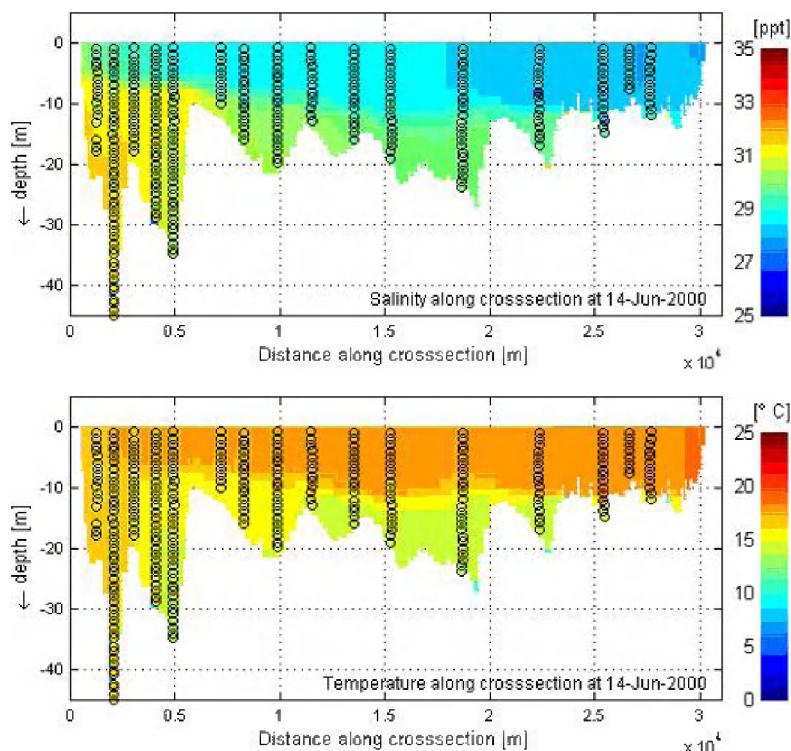 [ppt]
0
-10
-20
-30
-40
← depth [m]
35
33
31
29
27
25
Salinity along crosssection at 14-Jun-2000
0 0.5 1 1.5 2 2.5 3
Distance along crosssection [m]
x 10⁴
[° C]
0
-10
-20
-30
-40
← depth [m]
25
20
15
10
5
0
Temperature along crosssection at 14-Jun-2000
0 0.5 1 1.5 2 2.5 3
Distance along crosssection [m]
x 10⁴